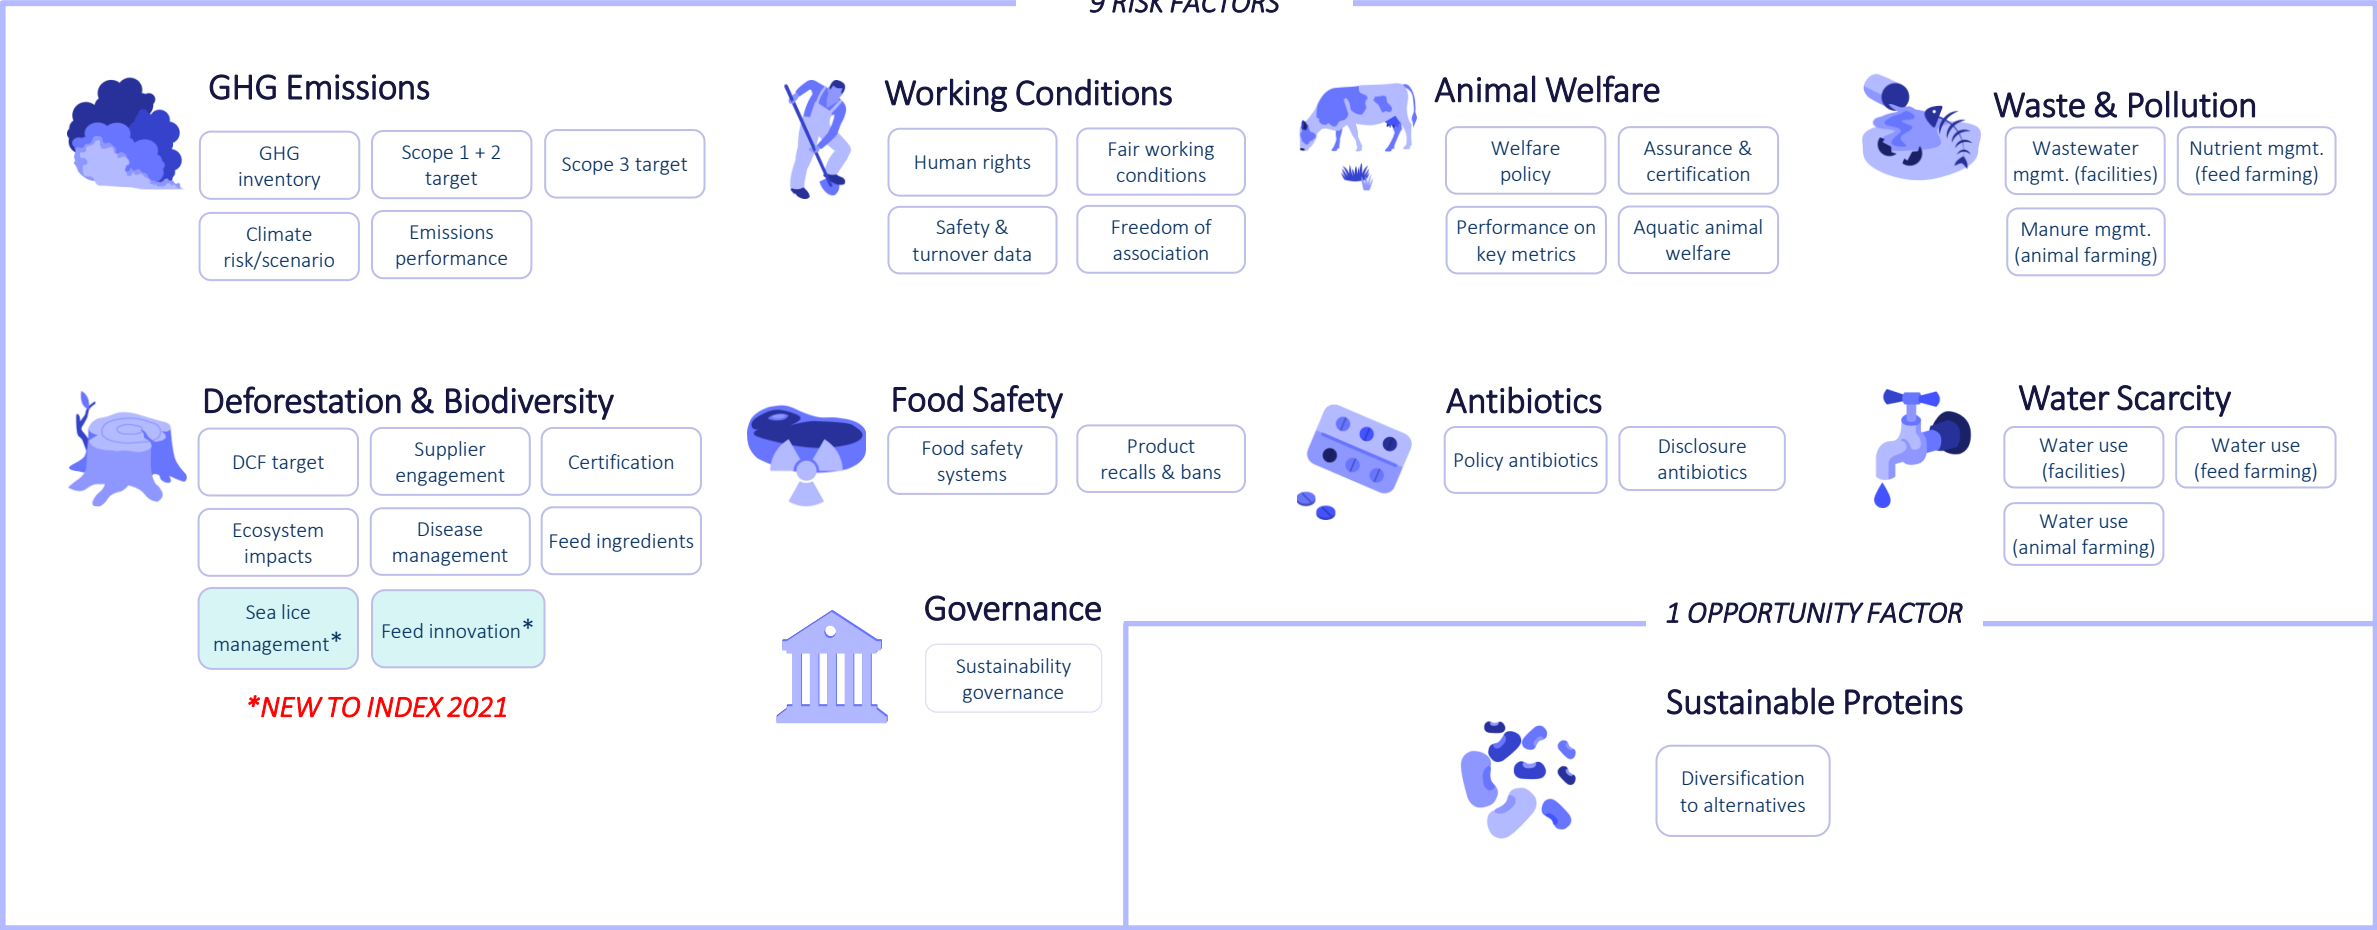 9 RISK FACTORS
GHG Emissions
GHG
inventory
Scope 1 + 2
target
Scope 3 target
Climate
risk/scenario
Emissions
performance
Working Conditions
Human rights
Fair working
conditions
Safety &
turnover data
Freedom of
association
Animal Welfare
Welfare
policy
Assurance &
certification
Performance on
key metrics
Aquatic animal
welfare
Waste & Pollution
Wastewater
mgmt. (facilities)
Nutrient mgmt.
(feed farming)
Manure mgmt.
(animal farming)
Deforestation & Biodiversity
DCF target
Supplier
engagement
Certification
Ecosystem
impacts
Disease
management
Feed ingredients
Sea lice
management*
Feed innovation*
*NEW TO INDEX 2021
Food Safety
Food safety
systems
Product
recalls & bans
Antibiotics
Policy antibiotics
Disclosure
antibiotics
Water Scarcity
Water use
(facilities)
Water use
(feed farming)
Water use
(animal farming)
Governance
Sustainability
governance
1 OPPORTUNITY FACTOR
Sustainable Proteins
Diversification
to alternatives